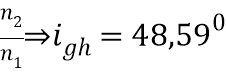 n₂/n₁⇒i_gh = 48,59⁰